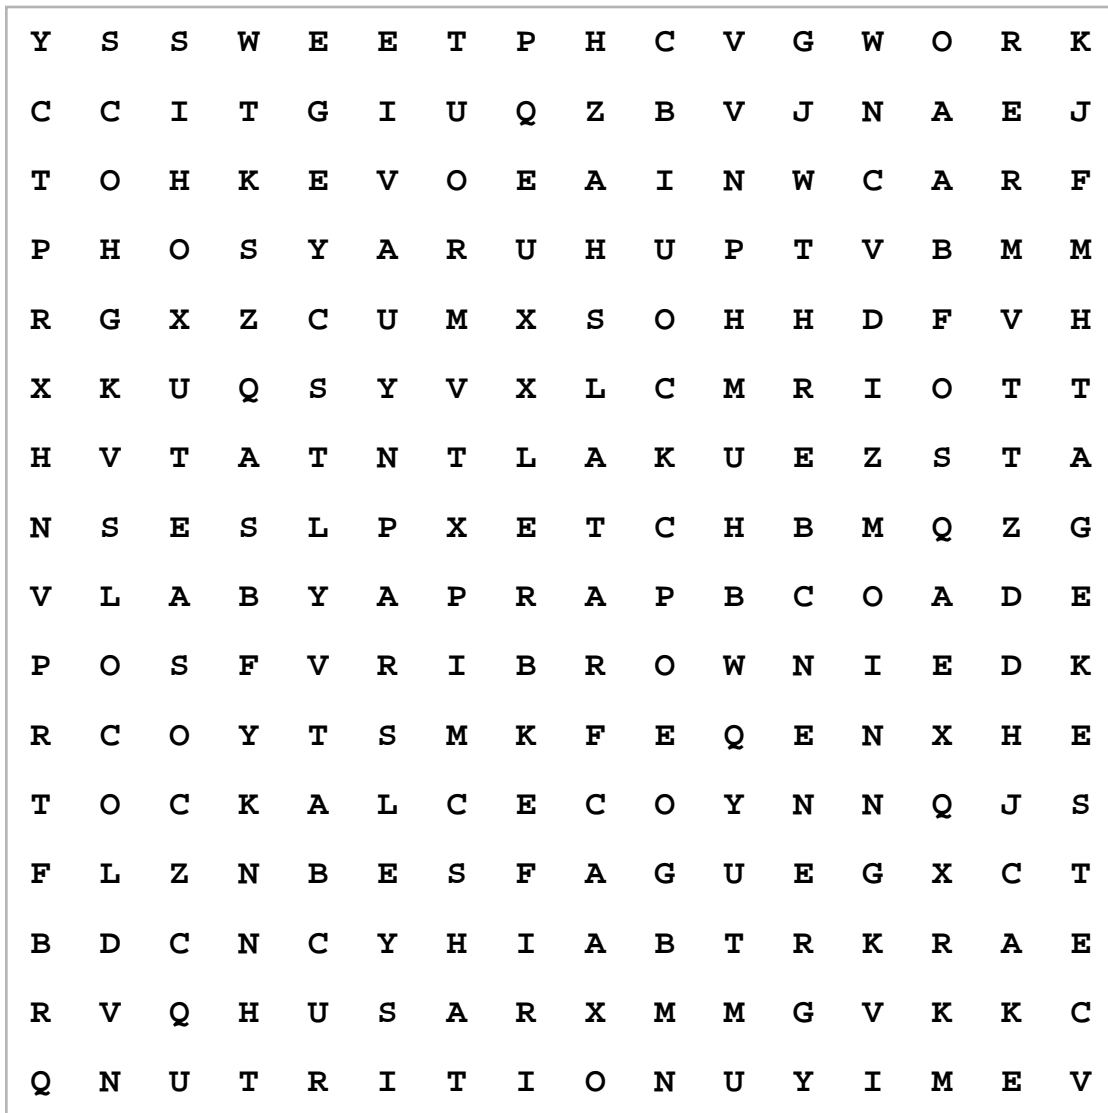 Y S S W E E T P H C V G W O R K
C C I T G I U Q Z B V J N A E J
T O H K E V O E A I N W C A R F
P H O S Y A R U H U P T V B M M
R G X Z C U M X S O H H D F V H
X K U Q S Y V X L C M R I O T T
H V T A T N T L A K U E Z S T A
N S E S L P X E T C H B M Q Z G
V L A B Y A P R A P B C O A D E
P O S F V R I B R O W N I E D K
R C O Y T S M K F E Q E N X H E
T O C K A L C E C O Y N N Q J S
F L Z N B E S F A G U E G X C T
B D C N C Y H I A B T R K R A E
R V Q H U S A R X M M G V K K C
Q N U T R I T I O N U Y I M E V